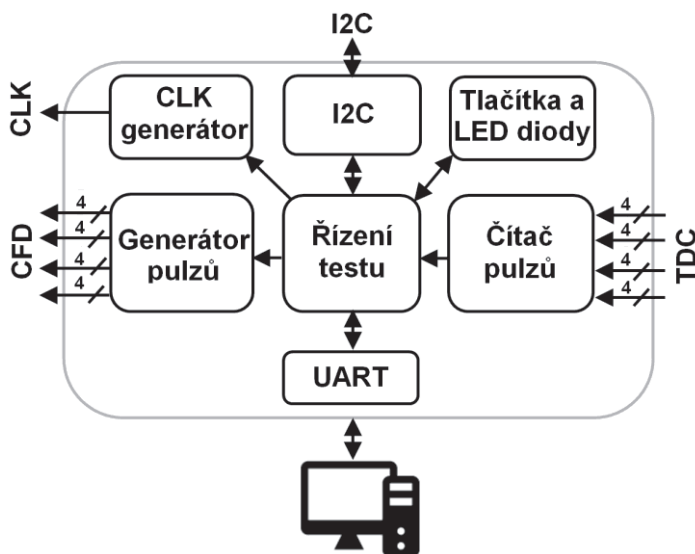 I2C
CLK
CLK
generátor
I2C
Tlačítka a
LED diody
CFD
4
4
4
4
Generátor
pulzů
Řízení
testu
Čítač
pulzů
4
4
4
4
TDC
UART